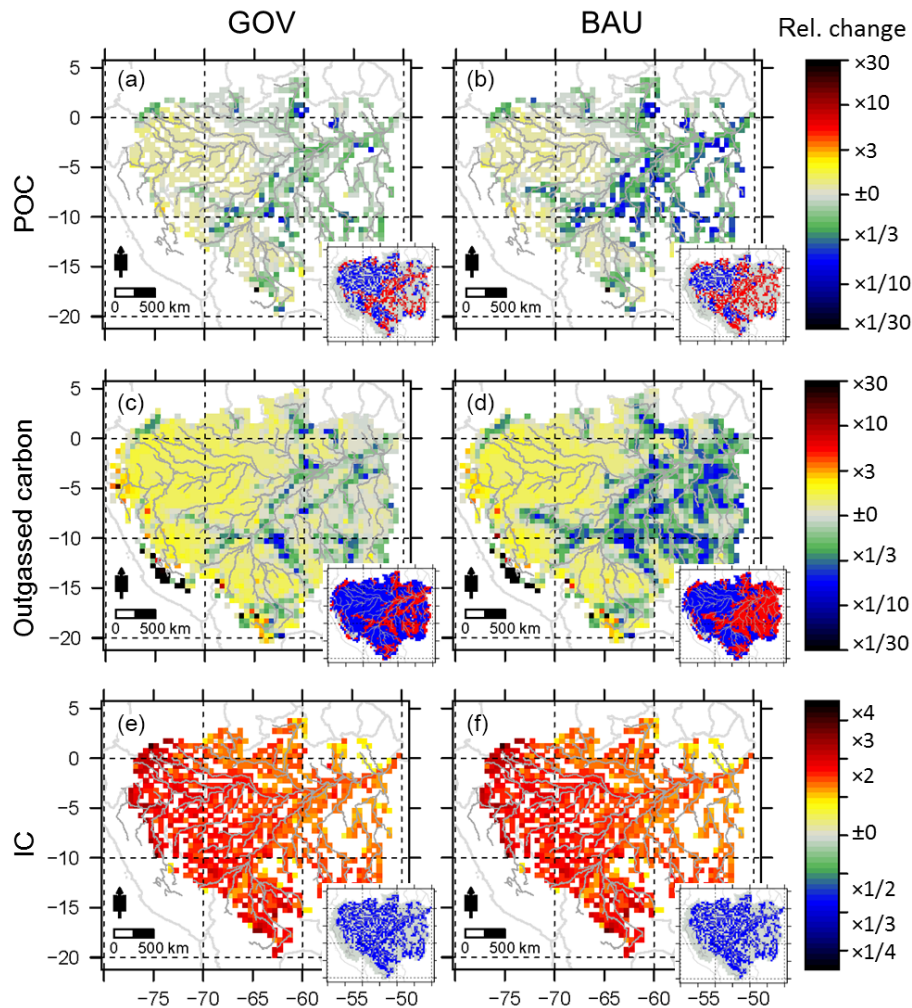 GOV BAU Rel. change
POC
(a) (b)
5
0
−5
−10
−15
−20
0 500 km
0 500 km
×30
×10
×3
±0
×1/3
×1/10
×1/30
Outgassed carbon
(c) (d)
5
0
−5
−10
−15
−20
0 500 km
0 500 km
×30
×10
×3
±0
×1/3
×1/10
×1/30
IC
(e) (f)
5
0
−5
−10
−15
−20
0 500 km
0 500 km
×4
×3
×2
±0
×1/2
×1/3
×1/4
−75 −70 −65 −60 −55 −50 −75 −70 −65 −60 −55 −50